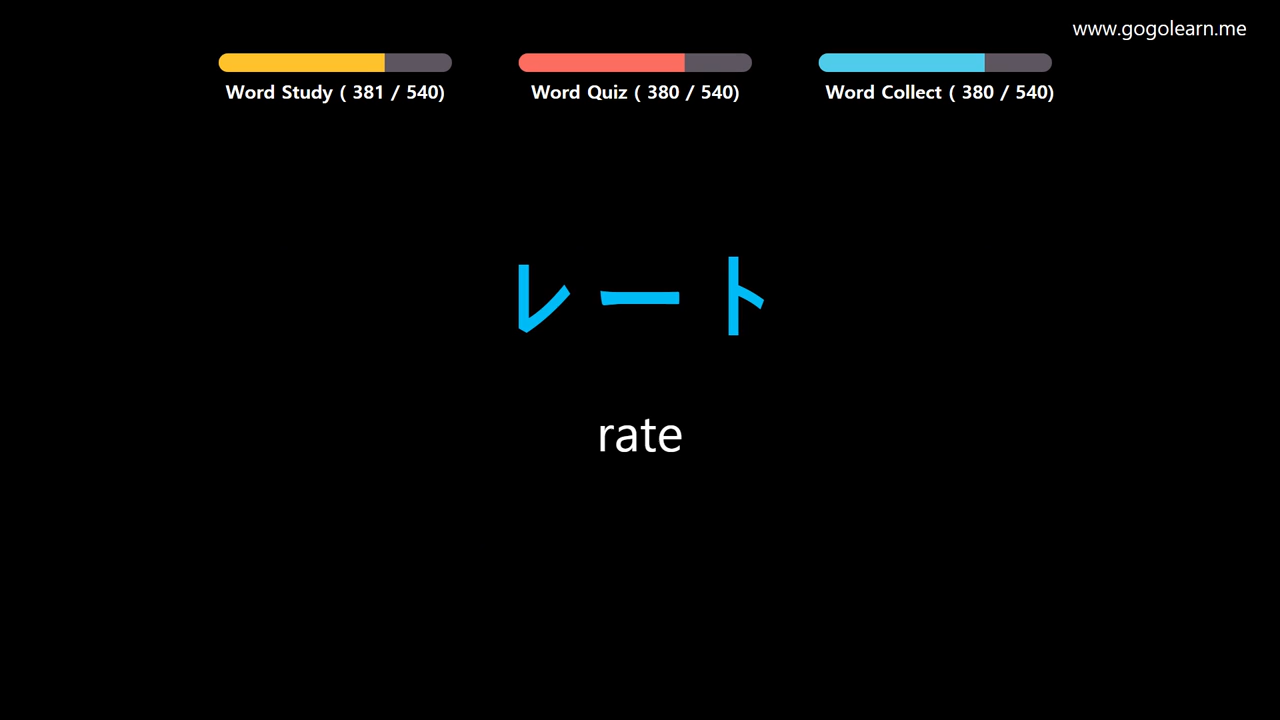 www.gogolearn.me
Word Study ( 381 / 540)
Word Quiz ( 380 / 540)
Word Collect ( 380 / 540)
レート
rate